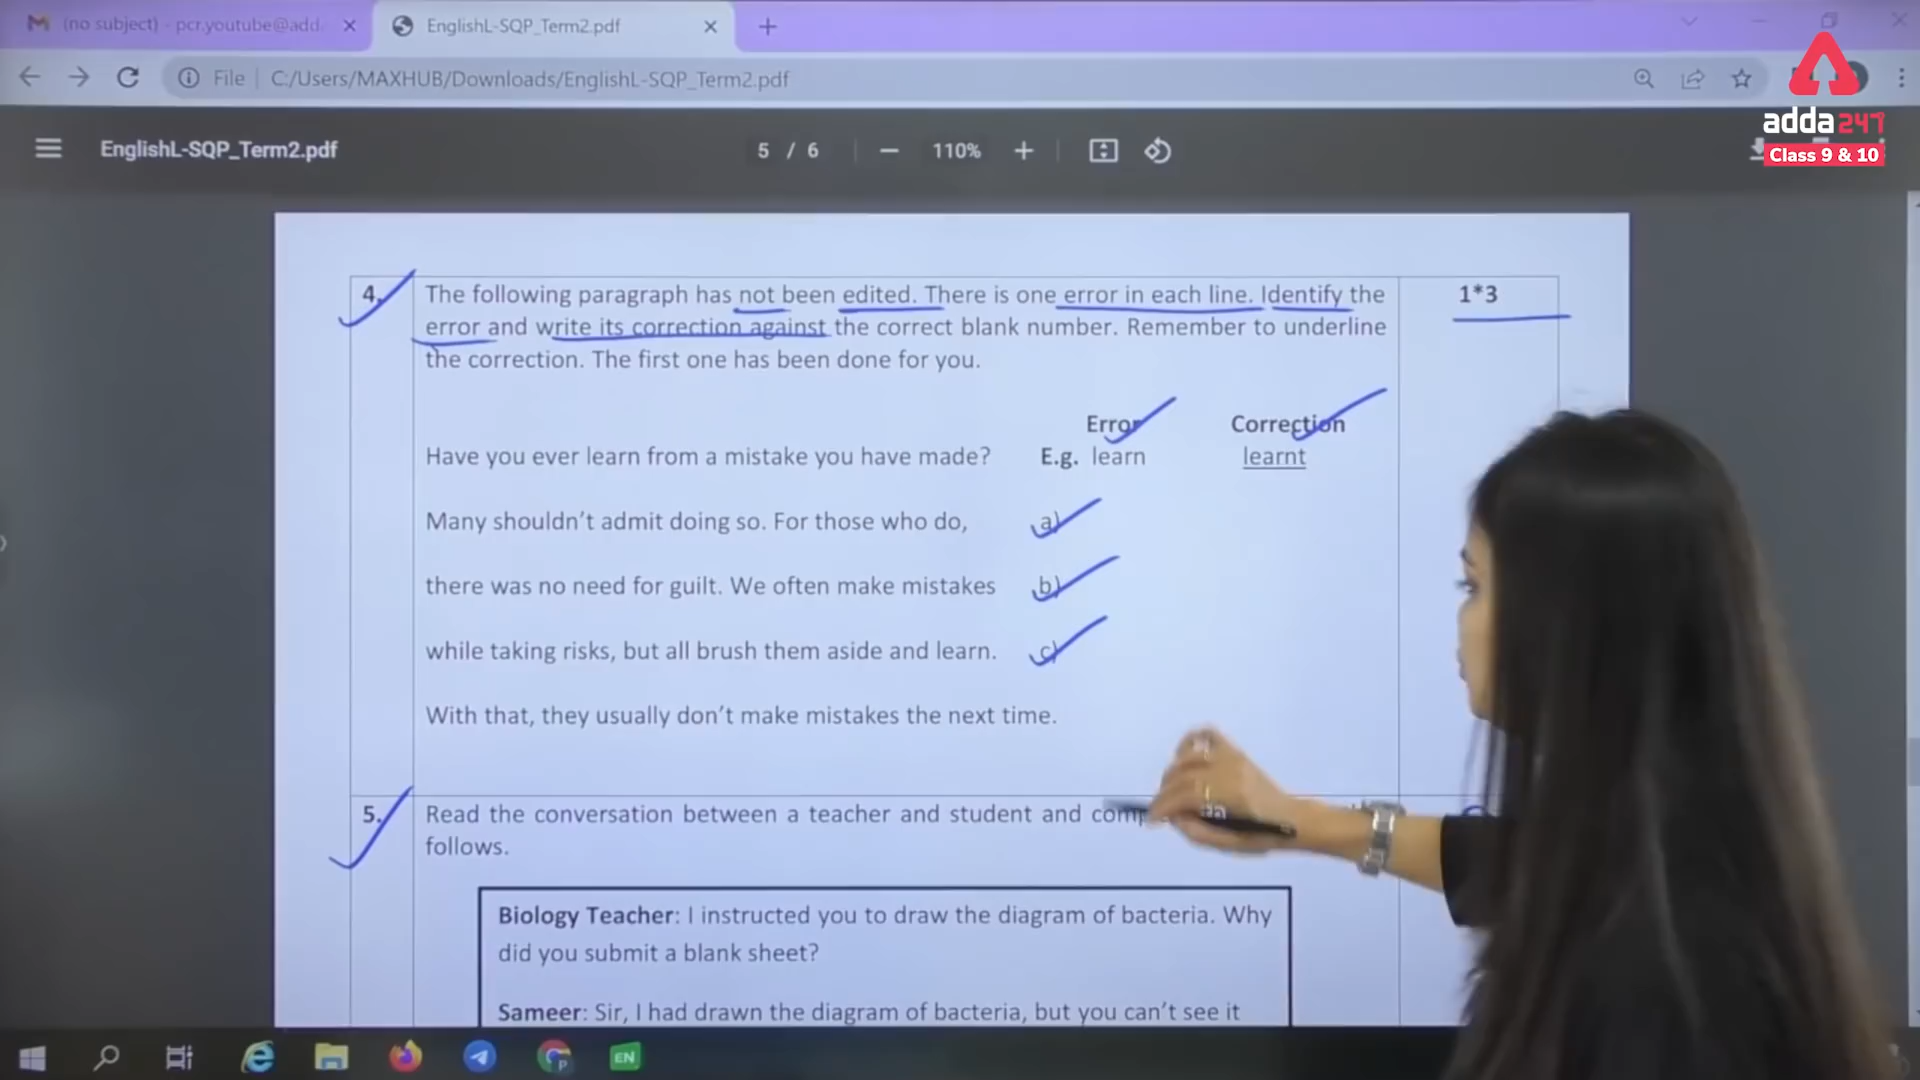 (no subject) - pcr.youtube@add
EnglishL-SQP_Term2.pdf
File
C:/Users/MAXHUB/Downloads/EnglishL-SQP_Term2.pdf
adda247
Class 9 & 10
EnglishL-SQP_Term2.pdf
5 / 6
110%
4.
The following paragraph has not been edited. There is one error in each line. Identify the
1*3
error and write its correction against the correct blank number. Remember to underline
the correction. The first one has been done for you.
Error
Correction
Have you ever learn from a mistake you have made?
E.g. learn
learnt
Many shouldn't admit doing so. For those who do,
a)
there was no need for guilt. We often make mistakes
b)
while taking risks, but all brush them aside and learn.
c)
With that, they usually don't make mistakes the next time.
5.
Read the conversation between a teacher and student and
follows.
Biology Teacher: I instructed you to draw the diagram of bacteria. Why
did you submit a blank sheet?
Sameer: Sir, I had drawn the diagram of bacteria, but you can't see it
EN